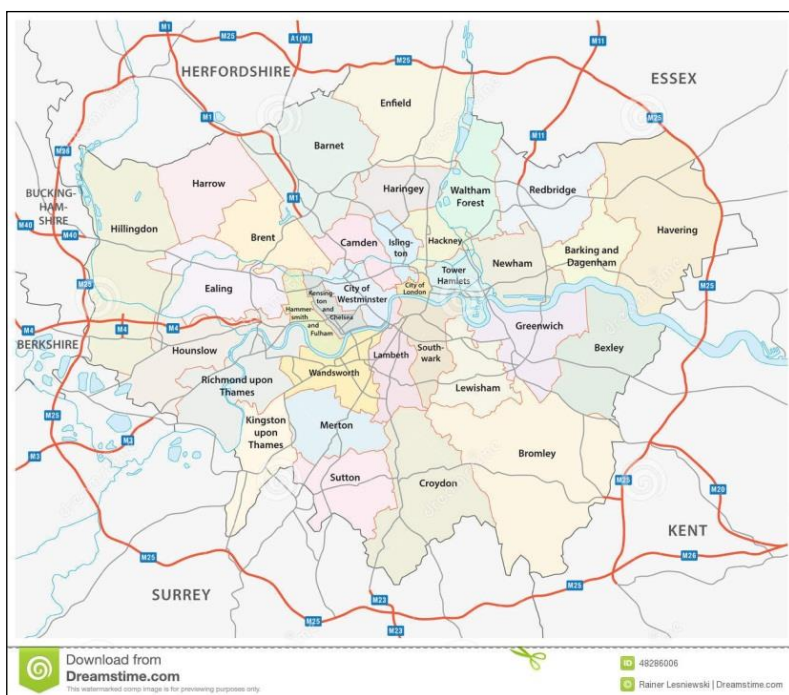 M1
M25
A1(M)
M11
HERFORDSHIRE
M25
ESSEX
Enfield
M1
M25
Barnet
M11
M25
Harrow
Haringey
Waltham
Forest
Redbridge
BUCKING-
HAM-
SHIRE
M1
Hillingdon
Brent
Camden
Isling-
ton
Hackney
Havering
M40
M40
Newham
Barking and
Dagenham
Tower
Hamlets
Ealing
City of
Westminster
City of
London
M25
M25
Kensing-
ton and
Chelsea
Hammer-
smith
and
Fulham
M4
M4
M4
Greenwich
BERKSHIRE
Hounslow
Lambeth
South-
wark
Bexley
Richmond upon
Thames
Wandsworth
Lewisham
M25
Kingston
upon
Thames
Merton
M3
M3
Bromley
Sutton
Croydon
M25
M20
KENT
M25
M26
M25
SURREY
M23
M25
M23
Download from
Dreamstime.com
This watermarked comp image is for previewing purposes only.
ID 48286006
© Rainer Lesniewski | Dreamstime.com